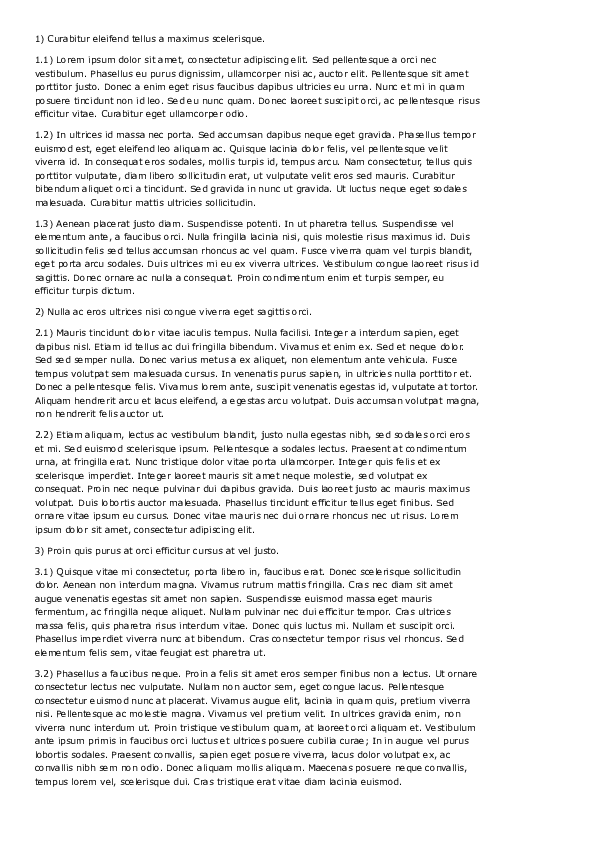 1) Curabitur eleifend tellus a maximus scelerisque.
1.1) Lorem ipsum dolor sit amet, consectetur adipiscing elit. Sed pellentesque a orci nec
vestibulum. Phasellus eu purus dignissim, ullamcorper nisi ac, auctor elit. Pellentesque sit amet
porttitor justo. Donec a enim eget risus faucibus dapibus ultricies eu urna. Nunc et mi in quam
posuere tincidunt non id leo. Sed eu nunc quam. Donec laoreet suscipit orci, ac pellentesque risus
efficitur vitae. Curabitur eget ullamcorper odio.
1.2) In ultrices id massa nec porta. Sed accumsan dapibus neque eget gravida. Phasellus tempor
euismod est, eget eleifend leo aliquam ac. Quisque lacinia dolor felis, vel pellentesque velit
viverra id. In consequat eros sodales, mollis turpis id, tempus arcu. Nam consectetur, tellus quis
porttitor vulputate, diam libero sollicitudin erat, ut vulputate velit eros sed mauris. Curabitur
bibendum aliquet orci a tincidunt. Sed gravida in nunc ut gravida. Ut luctus neque eget sodales
malesuada. Curabitur mattis ultricies sollicitudin.
1.3) Aenean placerat justo diam. Suspendisse potenti. In ut pharetra tellus. Suspendisse vel
elementum ante, a faucibus orci. Nulla fringilla lacinia nisi, quis molestie risus maximus id. Duis
sollicitudin felis sed tellus accumsan rhoncus ac vel quam. Fusce viverra quam vel turpis blandit,
eget porta arcu sodales. Duis ultrices mi eu ex viverra ultrices. Vestibulum congue laoreet risus id
sagittis. Donec ornare ac nulla a consequat. Proin condimentum enim et turpis semper, eu
efficitur turpis dictum.
2) Nulla ac eros ultrices nisi congue viverra eget sagittis orci.
2.1) Mauris tincidunt dolor vitae iaculis tempus. Nulla facilisi. Integer a interdum sapien, eget
dapibus nisl. Etiam id tellus ac dui fringilla bibendum. Vivamus et enim ex. Sed et neque dolor.
Sed sed semper nulla. Donec varius metus a ex aliquet, non elementum ante vehicula. Fusce
tempus volutpat sem malesuada cursus. In venenatis purus sapien, in ultricies nulla porttitor et.
Donec a pellentesque felis. Vivamus lorem ante, suscipit venenatis egestas id, vulputate at tortor.
Aliquam hendrerit arcu et lacus eleifend, a egestas arcu volutpat. Duis accumsan volutpat magna,
non hendrerit felis auctor ut.
2.2) Etiam aliquam, lectus ac vestibulum blandit, justo nulla egestas nibh, sed sodales orci eros
et mi. Sed euismod scelerisque ipsum. Pellentesque a sodales lectus. Praesent at condimentum
urna, at fringilla erat. Nunc tristique dolor vitae porta ullamcorper. Integer quis felis et ex
scelerisque imperdiet. Integer laoreet mauris sit amet neque molestie, sed volutpat ex
consequat. Proin nec neque pulvinar dui dapibus gravida. Duis laoreet justo ac mauris maximus
volutpat. Duis lobortis auctor malesuada. Phasellus tincidunt efficitur tellus eget finibus. Sed
ornare vitae ipsum eu cursus. Donec vitae mauris nec dui ornare rhoncus nec ut risus. Lorem
ipsum dolor sit amet, consectetur adipiscing elit.
3) Proin quis purus at orci efficitur cursus at vel justo.
3.1) Quisque vitae mi consectetur, porta libero in, faucibus erat. Donec scelerisque sollicitudin
dolor. Aenean non interdum magna. Vivamus rutrum mattis fringilla. Cras nec diam sit amet
augue venenatis egestas sit amet non sapien. Suspendisse euismod massa eget mauris
fermentum, ac fringilla neque aliquet. Nullam pulvinar nec dui efficitur tempor. Cras ultrices
massa felis, quis pharetra risus interdum vitae. Donec quis luctus mi. Nullam et suscipit orci.
Phasellus imperdiet viverra nunc at bibendum. Cras consectetur tempor risus vel rhoncus. Sed
elementum felis sem, vitae feugiat est pharetra ut.
3.2) Phasellus a faucibus neque. Proin a felis sit amet eros semper finibus non a lectus. Ut ornare
consectetur lectus nec vulputate. Nullam non auctor sem, eget congue lacus. Pellentesque
consectetur euismod nunc at placerat. Vivamus augue elit, lacinia in quam quis, pretium viverra
nisi. Pellentesque ac molestie magna. Vivamus vel pretium velit. In ultrices gravida enim, non
viverra nunc interdum ut. Proin tristique vestibulum quam, at laoreet orci aliquam et. Vestibulum
ante ipsum primis in faucibus orci luctus et ultrices posuere cubilia curae; In in augue vel purus
lobortis sodales. Praesent convallis, sapien eget posuere viverra, lacus dolor volutpat ex, ac
convallis nibh sem non odio. Donec aliquam mollis aliquam. Maecenas posuere neque convallis,
tempus lorem vel, scelerisque dui. Cras tristique erat vitae diam lacinia euismod.